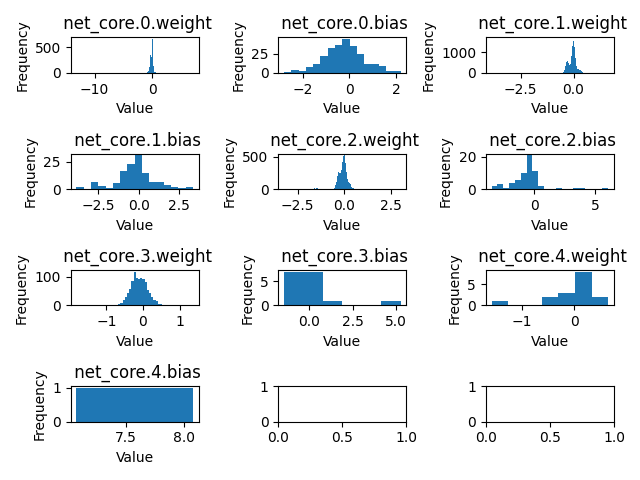 net_core.0.weight
Frequency
500
0
−10
0
Value
net_core.0.bias
Frequency
25
0
−2
0
2
Value
net_core.1.weight
Frequency
1000
0
−2.5
0.0
Value
net_core.1.bias
Frequency
25
0
−2.5
0.0
2.5
Value
net_core.2.weight
Frequency
500
0
−2.5
0.0
2.5
Value
net_core.2.bias
Frequency
20
0
0
5
Value
net_core.3.weight
Frequency
100
0
−1
0
1
Value
net_core.3.bias
Frequency
5
0
0.0
2.5
5.0
Value
net_core.4.weight
Frequency
5
0
−1
0
Value
net_core.4.bias
Frequency
1
0
7.5
8.0
Value
1
0
0.0
0.5
1.0
1
0
0.0
0.5
1.0